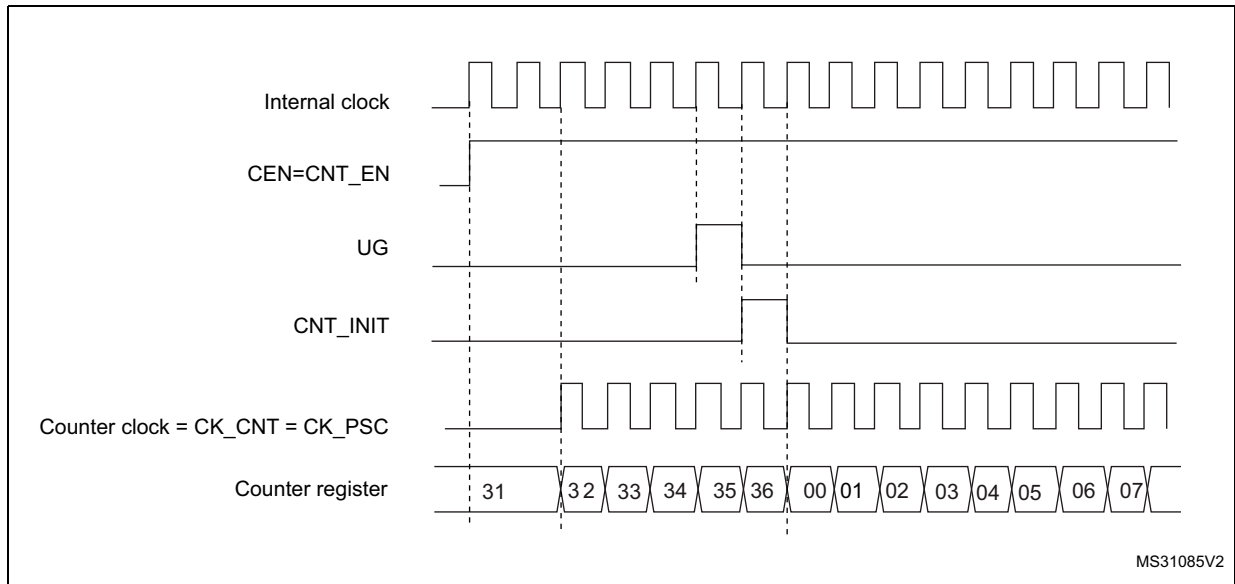 Internal clock
CEN=CNT_EN
UG
CNT_INIT
Counter clock = CK_CNT = CK_PSC
Counter register 31 32 33 34 35 36 00 01 02 03 04 05 06 07
MS31085V2